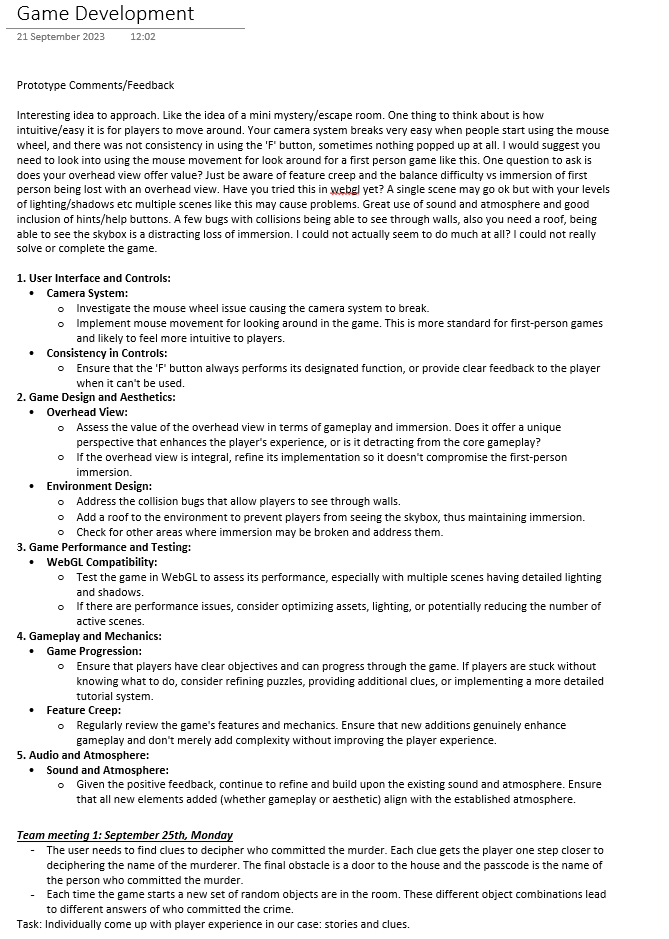 Game Development
21 September 2023 12:02
Prototype Comments/Feedback
Interesting idea to approach. Like the idea of a mini mystery/escape room. One thing to think about is how
intuitive/easy it is for players to move around. Your camera system breaks very easy when people start using the mouse
wheel, and there was not consistency in using the 'F' button, sometimes nothing popped up at all. I would suggest you
need to look into using the mouse movement for look around for a first person game like this. One question to ask is
does your overhead view offer value? Just be aware of feature creep and the balance difficulty vs immersion of first
person being lost with an overhead view. Have you tried this in webgl yet? A single scene may go ok but with your levels
of lighting/shadows etc multiple scenes like this may cause problems. Great use of sound and atmosphere and good
inclusion of hints/help buttons. A few bugs with collisions being able to see through walls, also you need a roof, being
able to see the skybox is a distracting loss of immersion. I could not actually seem to do much at all? I could not really
solve or complete the game.
1. User Interface and Controls:
• Camera System:
o Investigate the mouse wheel issue causing the camera system to break.
o Implement mouse movement for looking around in the game. This is more standard for first-person games
and likely to feel more intuitive to players.
• Consistency in Controls:
o Ensure that the 'F' button always performs its designated function, or provide clear feedback to the player
when it can't be used.
2. Game Design and Aesthetics:
• Overhead View:
o Assess the value of the overhead view in terms of gameplay and immersion. Does it offer a unique
perspective that enhances the player's experience, or is it detracting from the core gameplay?
o If the overhead view is integral, refine its implementation so it doesn't compromise the first-person
immersion.
• Environment Design:
o Address the collision bugs that allow players to see through walls.
o Add a roof to the environment to prevent players from seeing the skybox, thus maintaining immersion.
o Check for other areas where immersion may be broken and address them.
3. Game Performance and Testing:
• WebGL Compatibility:
o Test the game in WebGL to assess its performance, especially with multiple scenes having detailed lighting
and shadows.
o If there are performance issues, consider optimizing assets, lighting, or potentially reducing the number of
active scenes.
4. Gameplay and Mechanics:
• Game Progression:
o Ensure that players have clear objectives and can progress through the game. If players are stuck without
knowing what to do, consider refining puzzles, providing additional clues, or implementing a more detailed
tutorial system.
• Feature Creep:
o Regularly review the game's features and mechanics. Ensure that new additions genuinely enhance
gameplay and don't merely add complexity without improving the player experience.
5. Audio and Atmosphere:
• Sound and Atmosphere:
o Given the positive feedback, continue to refine and build upon the existing sound and atmosphere. Ensure
that all new elements added (whether gameplay or aesthetic) align with the established atmosphere.
Team meeting 1: September 25th, Monday
- The user needs to find clues to decipher who committed the murder. Each clue gets the player one step closer to
deciphering the name of the murderer. The final obstacle is a door to the house and the passcode is the name of
the person who committed the murder.
- Each time the game starts a new set of random objects are in the room. These different object combinations lead
to different answers of who committed the crime.
Task: Individually come up with player experience in our case: stories and clues.